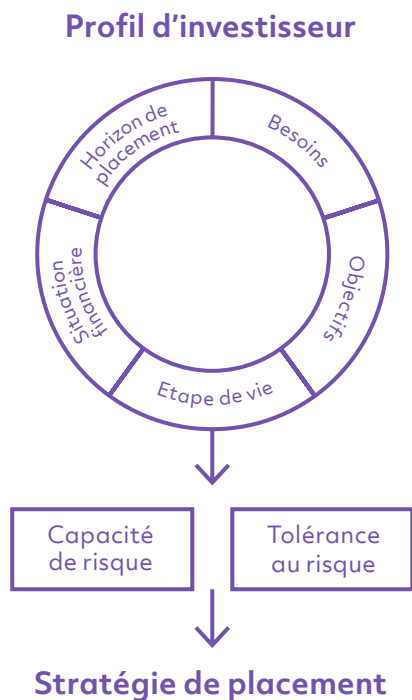 Profil d’investisseur
Horizon de
placement
Besoins
Situation
financière
Objectifs
Etape de vie
Capacité
de risque
Tolérance
au risque
Stratégie de placement